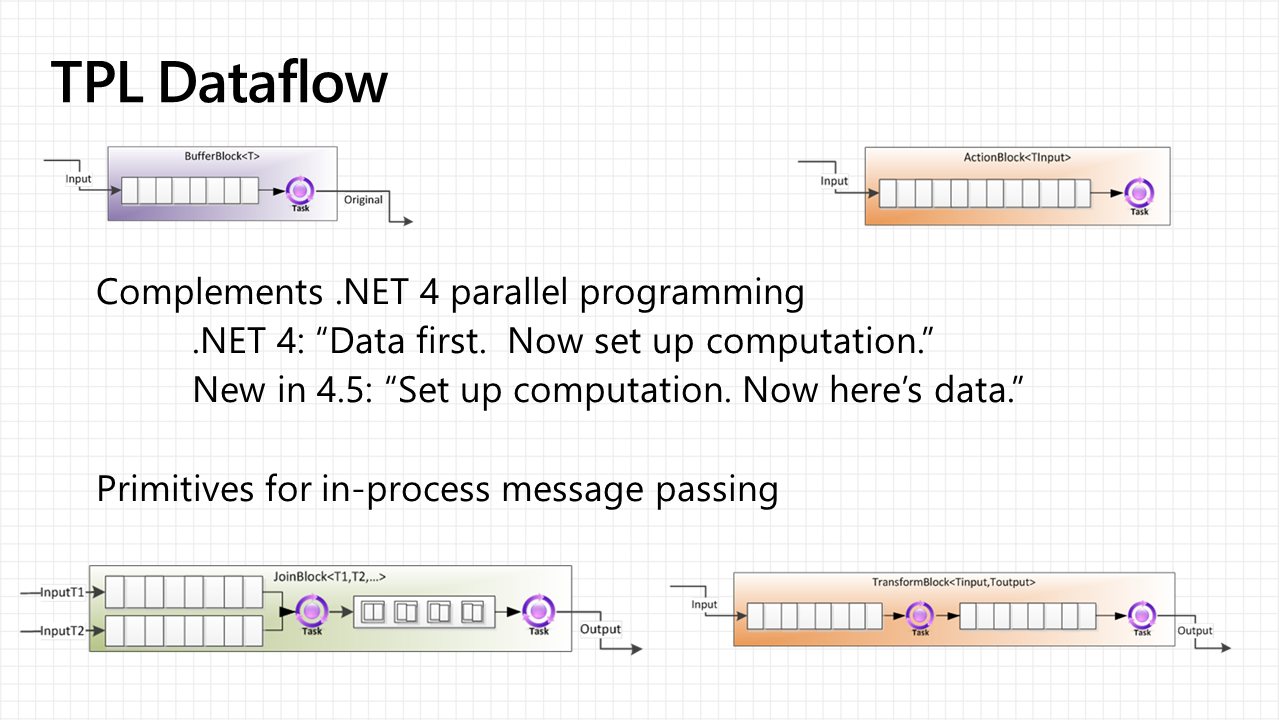 TPL Dataflow
BufferBlock<T>
Input
Task
Original
ActionBlock<TInput>
Input
Task
Complements .NET 4 parallel programming
.NET 4: “Data first.  Now set up computation.”
New in 4.5: “Set up computation. Now here’s data.”
Primitives for in-process message passing
JoinBlock<T1,T2,...>
InputT1
InputT2
Task
Task
Output
TransformBlock<Tinput,Toutput>
Input
Task
Task
Output